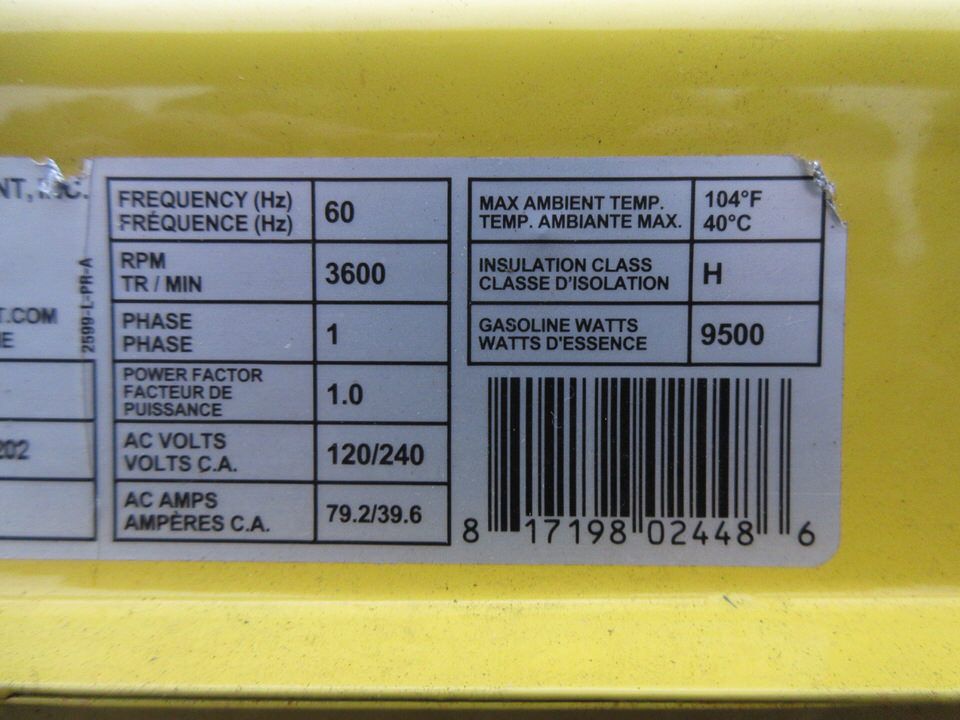 2599-L-PR-A
T.COM
202
FREQUENCY (Hz)
FRÉQUENCE (Hz)
60
RPM
TR / MIN
3600
PHASE
PHASE
1
POWER FACTOR
FACTEUR DE
PUISSANCE
1.0
AC VOLTS
VOLTS C.A.
120/240
AC AMPS
AMPÈRES C.A.
79.2/39.6
MAX AMBIENT TEMP.
TEMP. AMBIANTE MAX.
104°F
40°C
INSULATION CLASS
CLASSE D'ISOLATION
H
GASOLINE WATTS
WATTS D'ESSENCE
9500
8 17198 02448 6